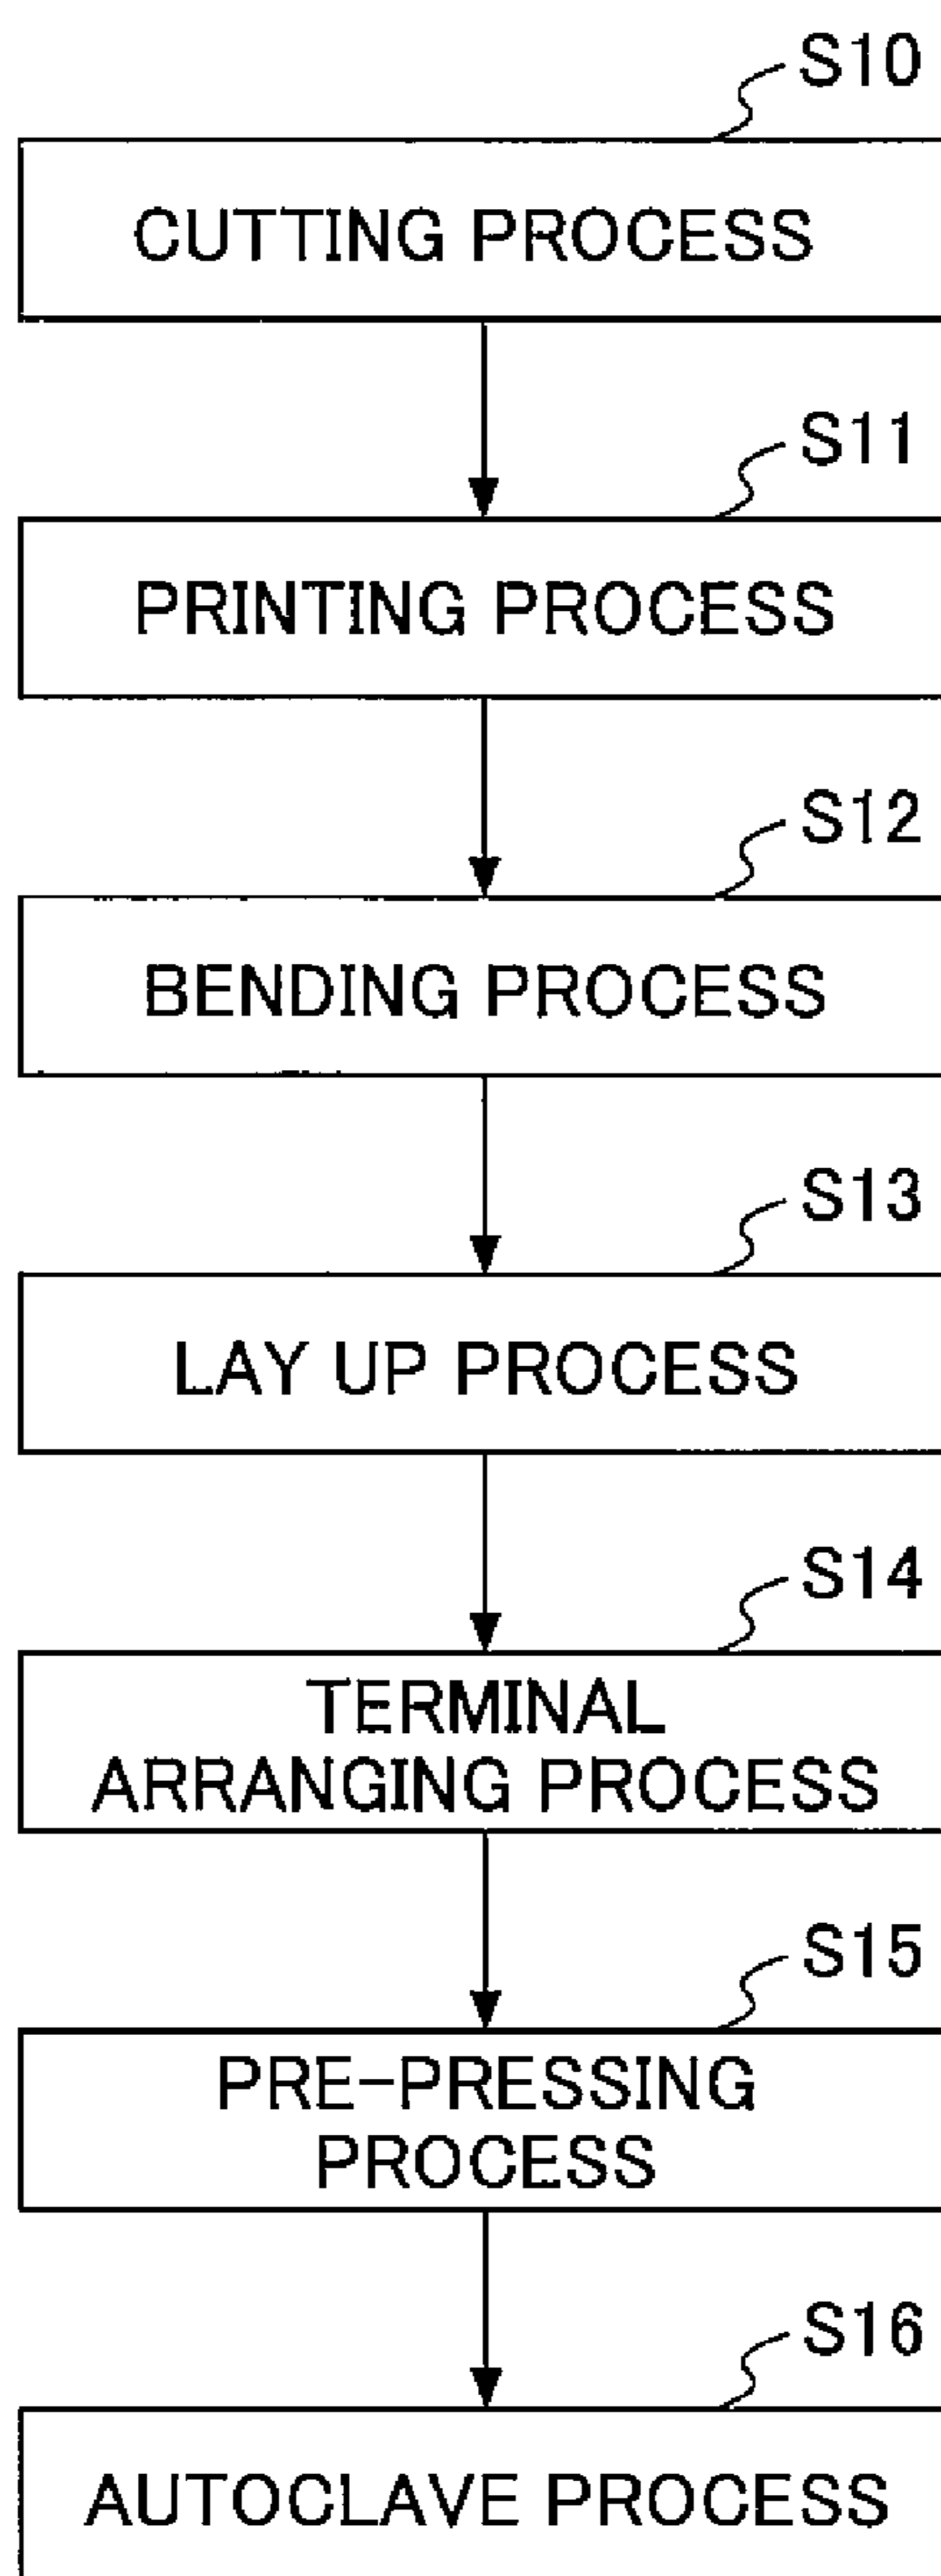 S10
CUTTING PROCESS
S11
PRINTING PROCESS
S12
BENDING PROCESS
S13
LAY UP PROCESS
S14
TERMINAL
ARRANGING PROCESS
S15
PRE-PRESSING
PROCESS
S16
AUTOCLAVE PROCESS